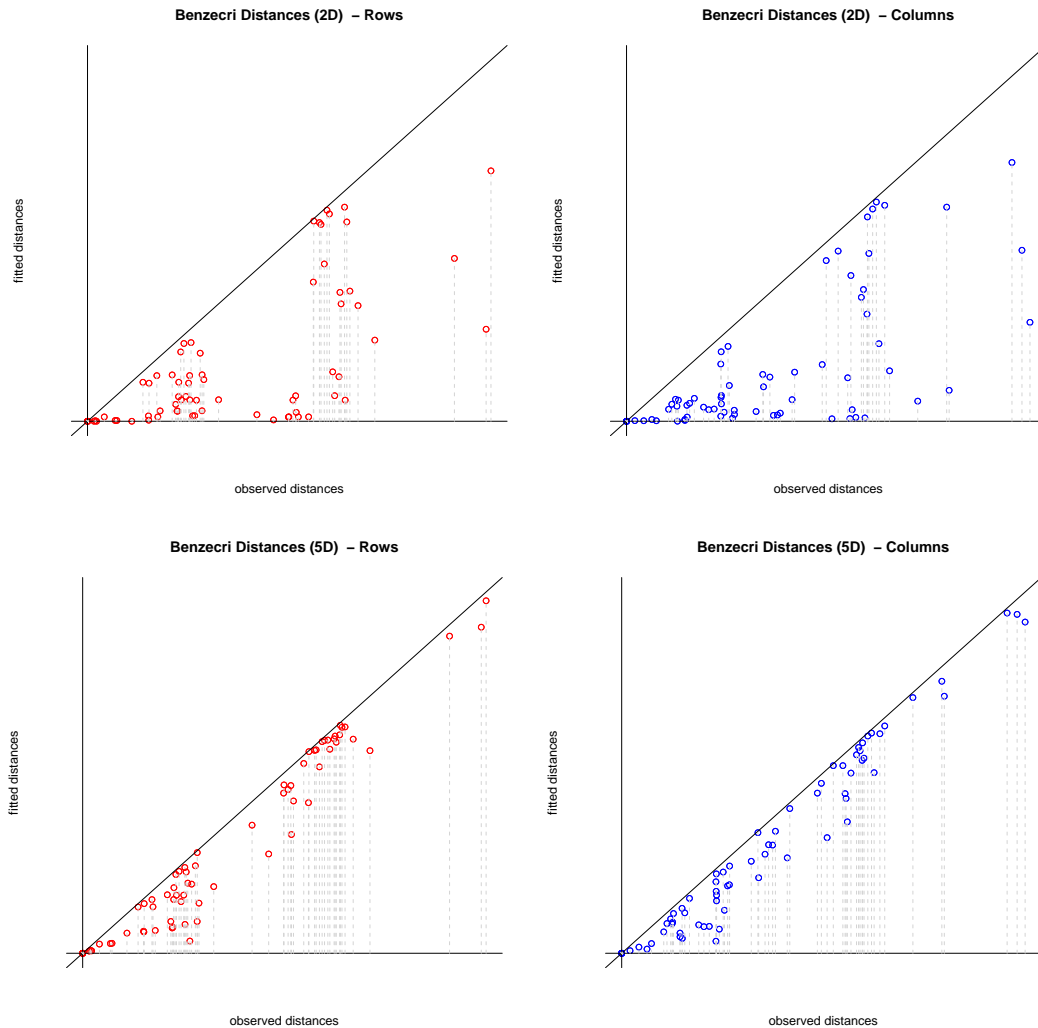 Benzecri Distances (2D)  – Rows
fitted distances
observed distances
Benzecri Distances (2D)  – Columns
fitted distances
observed distances
Benzecri Distances (5D)  – Rows
fitted distances
observed distances
Benzecri Distances (5D)  – Columns
fitted distances
observed distances